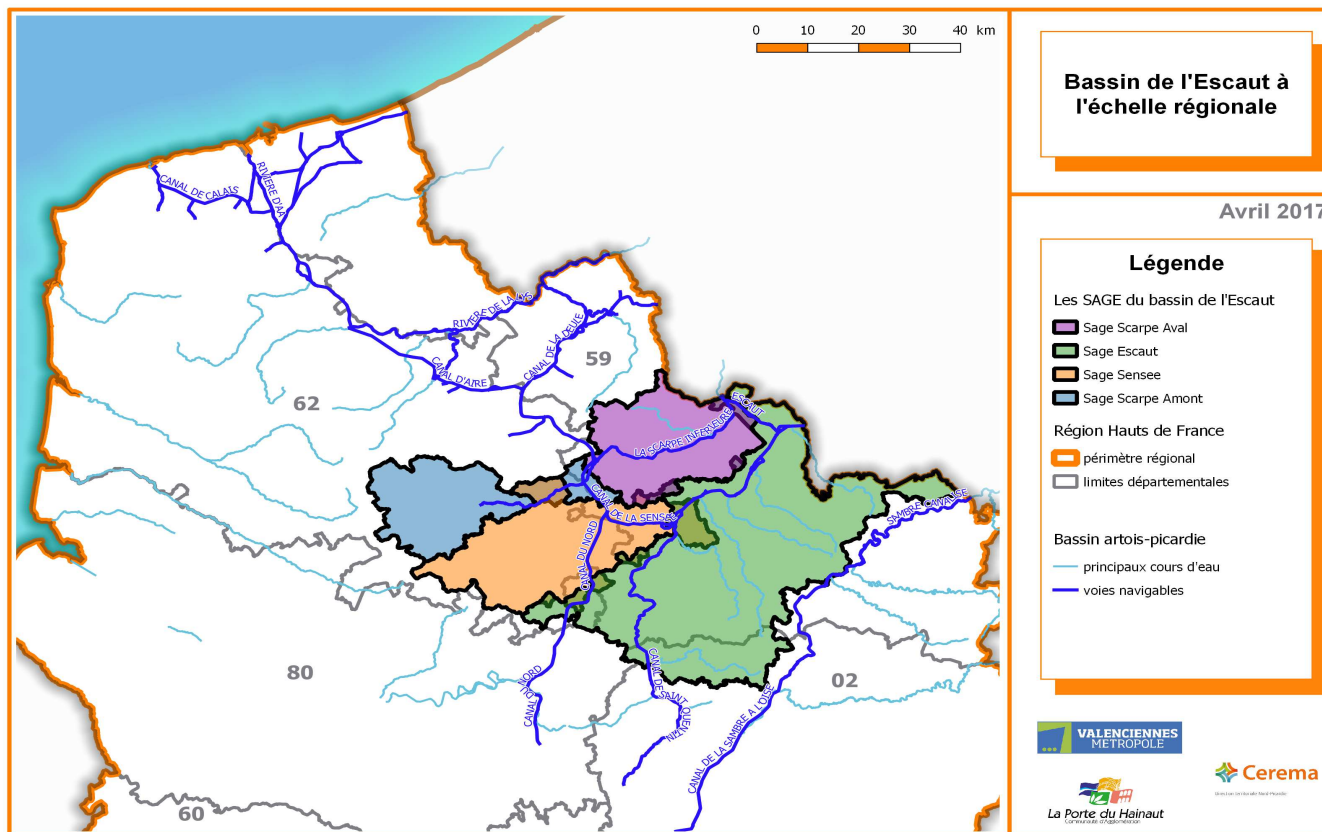 0 10 20 30 40 km
Bassin de l'Escaut à
l'échelle régionale
Avril 2017
Légende
Les SAGE du bassin de l'Escaut
Sage Scarpe Aval
Sage Escaut
Sage Sensee
Sage Scarpe Amont
Région Hauts de France
périmètre régional
limites départementales
Bassin artois-picardie
principaux cours d'eau
voies navigables
CANAL DE CALAIS
RIVIERE D'AA
RIVIERE DE LA LYS
CANAL DE LA DEULE
CANAL D'AIRE
59
62
ESCAUT
LA SCARPE INFERIEURE
CANAL DE LA SENSEE
CANAL DU NORD
SAMBRE CANALISE
80
CANAL DU NORD
CANAL DE SAINT QUENTIN
CANAL DE LA SAMBRE A L'OISE
02
60
VALENCIENNES
METROPOLE
Cerema
La Porte du Hainaut
Communauté d'Agglomération